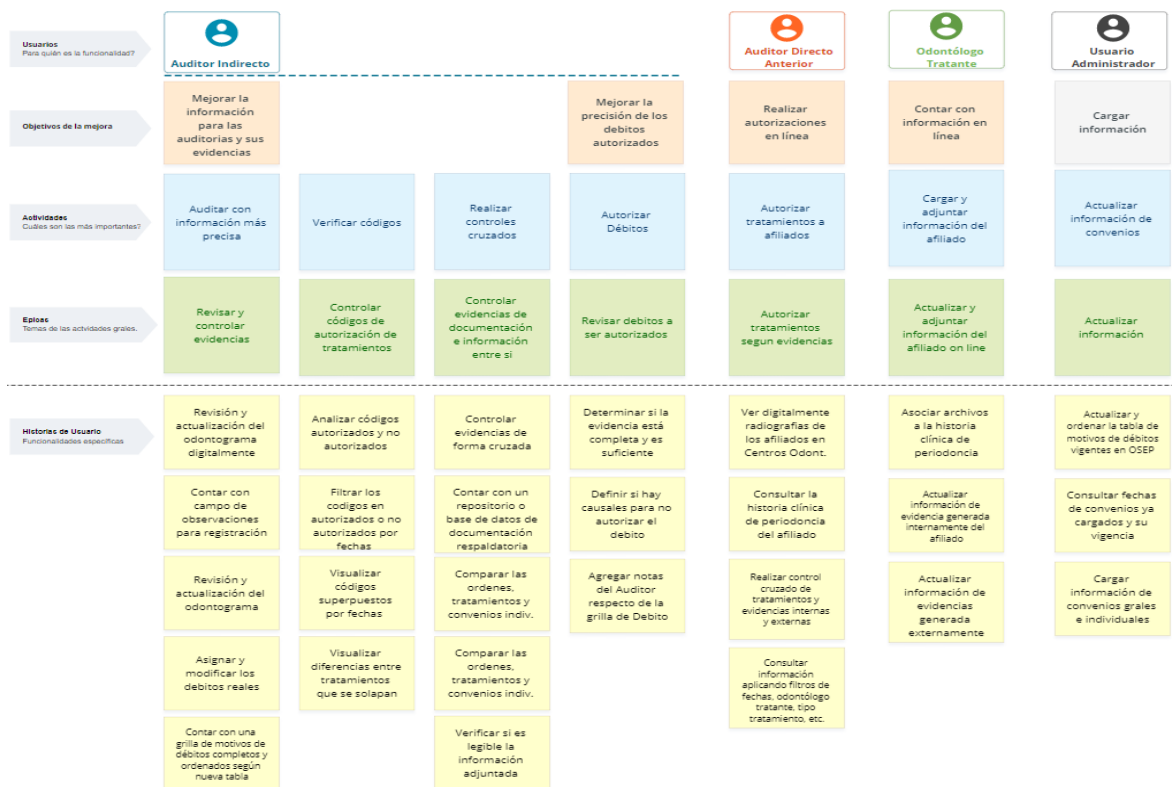 Usuarios
Para quién es la funcionalidad?
Auditor Indirecto
Auditor Directo
Anterior
Odontólogo
Tratante
Usuario
Administrador
Objetivos de la mejora
Mejorar la
información
para las
auditorias y sus
evidencias
Mejorar la
precisión de los
debitos
autorizados
Realizar
autorizaciones
en línea
Contar con
información en
línea
Cargar
información
Actividades
Cuáles son las más importantes?
Auditar con
información más
precisa
Verificar códigos
Realizar
controles
cruzados
Autorizar
Débitos
Autorizar
tratamientos a
afiliados
Cargar y
adjuntar
información del
afiliado
Actualizar
información de
convenios
Epicas
Temas de las actividades grales.
Revisar y
controlar
evidencias
Controlar
códigos de
autorización de
tratamientos
Controlar
evidencias de
documentación
e información
entre si
Revisar debitos a
ser autorizados
Autorizar
tratamientos
segun evidencias
Actualizar y
adjuntar
información del
afiliado on line
Actualizar
información
Historias de Usuario
Funcionalidades específicas
Revisión y
actualización del
odontograma
digitalmente
Analizar códigos
autorizados y no
autorizados
Controlar
evidencias de
forma cruzada
Determinar si la
evidencia está
completa y es
suficiente
Ver digitalmente
radiografias de
los afiliados en
Centros Odont.
Asociar archivos
a la historia
clínica de
periodoncia
Actualizar y
ordenar la tabla de
motivos de débitos
vigentes en OSEP
Contar con
campo de
observaciones
para registración
Filtrar los
codigos en
autorizados o no
autorizados por
fechas
Contar con un
repositorio o
base de datos de
documentación
respaldatoria
Definir si hay
causales para no
autorizar el
debito
Consultar la
historia clínica
de periodoncia
del afiliado
Actualizar
información de
evidencia generada
internamente del
afiliado
Consultar fechas
de convenios ya
cargados y su
vigencia
Revisión y
actualización del
odontograma
Visualizar
códigos
superpuestos
por fechas
Comparar las
ordenes,
tratamientos y
convenios indiv.
Agregar notas
del Auditor
respecto de la
grilla de Debito
Realizar control
cruzado de
tratamientos y
evidencias internas
y externas
Actualizar
información de
evidencias
generada
externamente
Cargar
información de
convenios grales
e individuales
Asignar y
modificar los
debitos reales
Visualizar
diferencias entre
tratamientos
que se solapan
Comparar las
ordenes,
tratamientos y
convenios indiv.
Consultar
información
aplicando filtros de
fechas, odontólogo
tratante, tipo
tratamiento, etc.
Contar con una
grilla de motivos de
débitos completos y
ordenados según
nueva tabla
Verificar si es
legible la
información
adjuntada